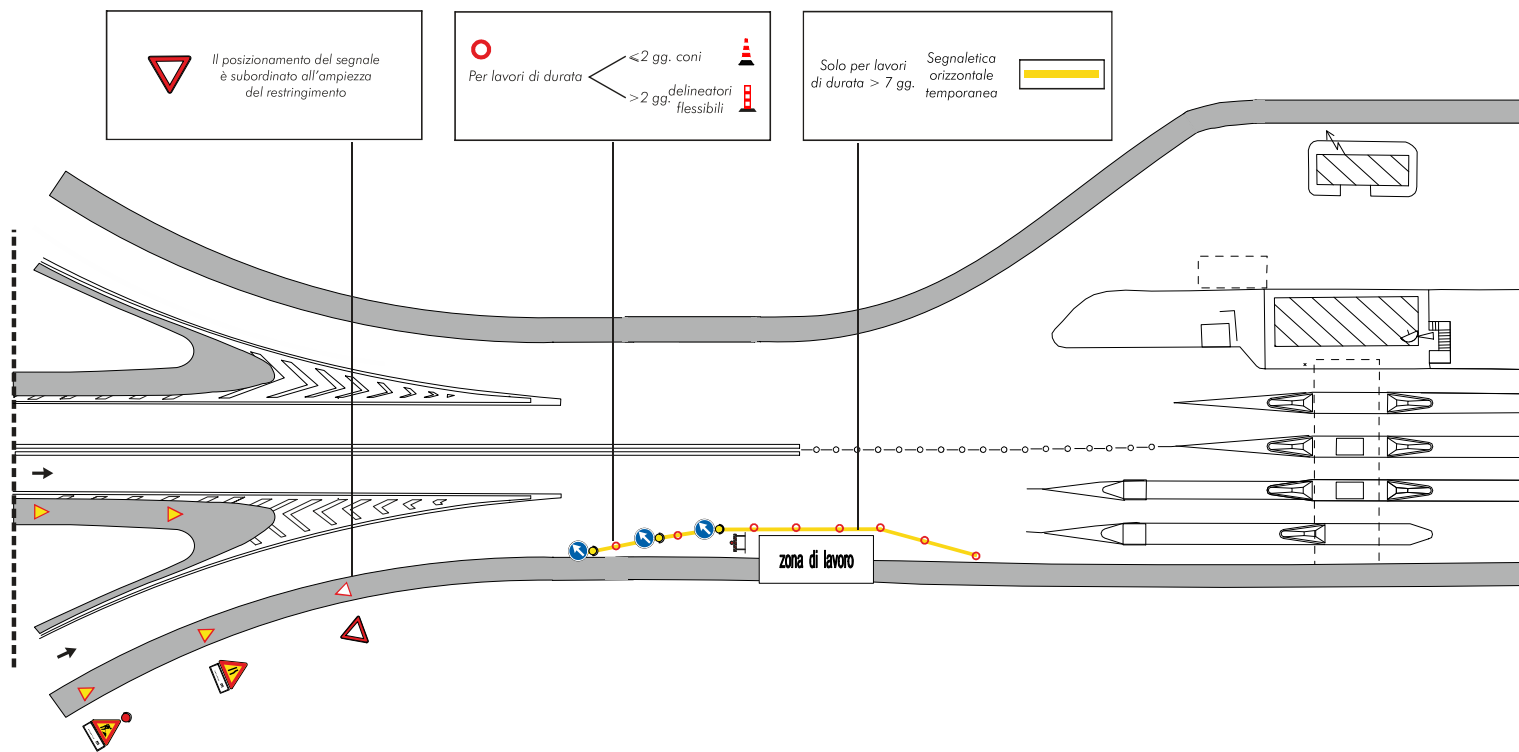 Il posizionamento del segnale
è subordinato all'ampiezza
del restringimento
Per lavori di durata
⩽2 gg. coni
>2 gg. delineatori
flessibili
Solo per lavori
di durata > 7 gg.
Segnaletica
orizzontale
temporanea
zona di lavoro